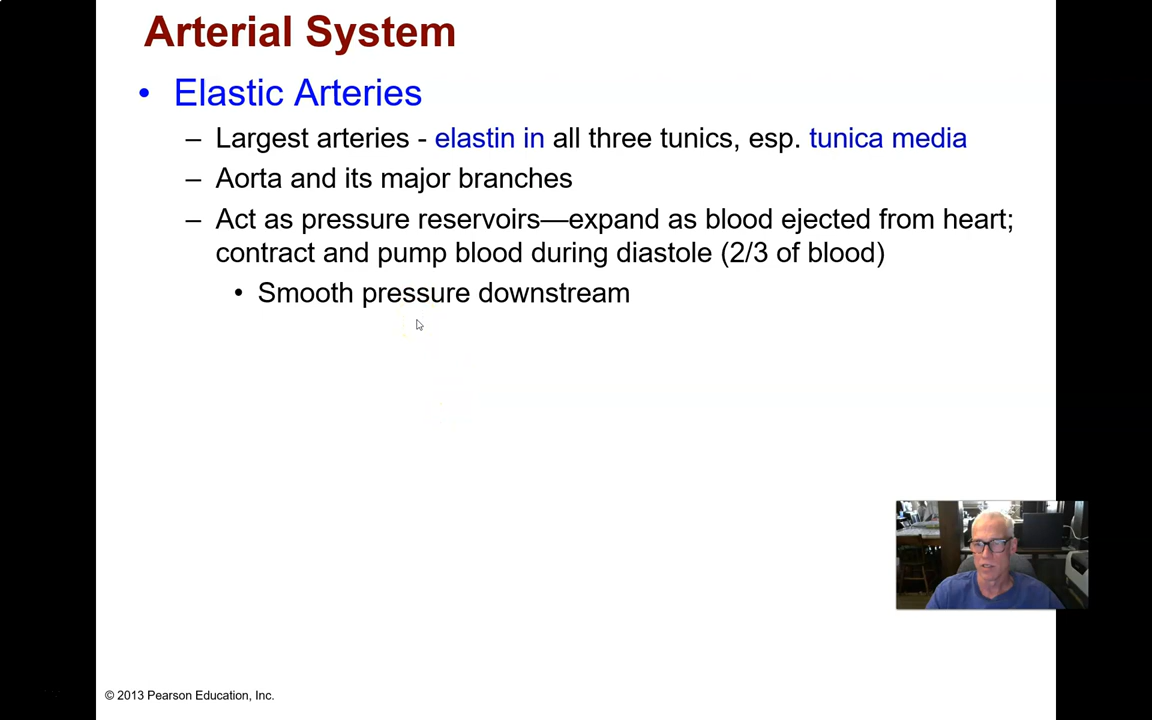 Arterial System
• Elastic Arteries
– Largest arteries - elastin in all three tunics, esp. tunica media
– Aorta and its major branches
– Act as pressure reservoirs—expand as blood ejected from heart;
contract and pump blood during diastole (2/3 of blood)
• Smooth pressure downstream
© 2013 Pearson Education, Inc.